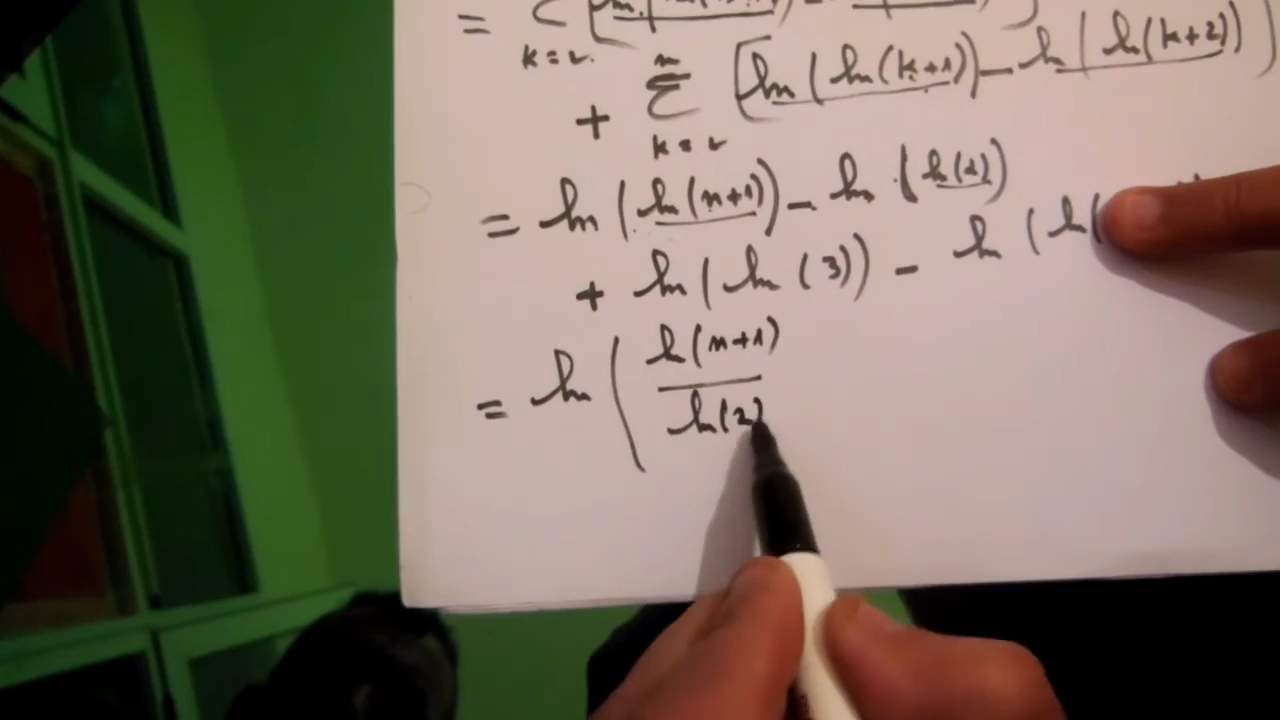 = Σ [ln
k=2
n
+ Σ [ln(ln(k+1)) - ln(ln(k+2))]
k=2
= ln(ln(n+1)) - ln(ln(2))
+ ln(ln(3)) - ln(ln(
= ln( ln(n+1)
ln(2)